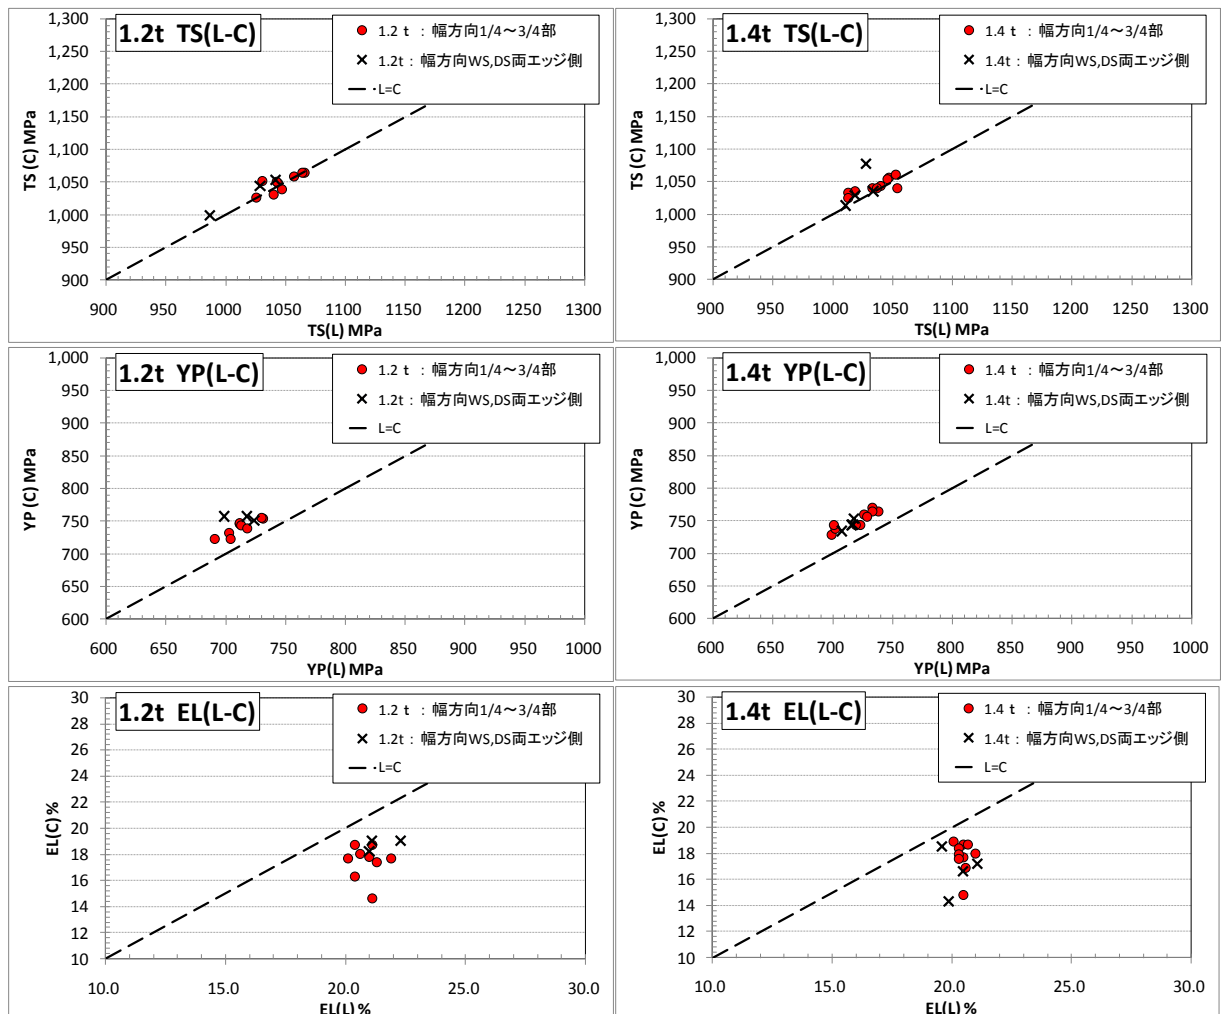 1.2t TS(L-C)
1.2 t ： 幅方向1/4～3/4部
1.2t： 幅方向WS,DS両エッジ側
L=C
TS (C) MPa
1,300
1,250
1,200
1,150
1,100
1,050
1,000
950
900
900 950 1000 1050 1100 1150 1200 1250 1300
TS(L) MPa
1.4t TS(L-C)
1.4 t ： 幅方向1/4～3/4部
1.4t： 幅方向WS,DS両エッジ側
L=C
TS (C) MPa
1,300
1,250
1,200
1,150
1,100
1,050
1,000
950
900
900 950 1000 1050 1100 1150 1200 1250 1300
TS(L) MPa
1.2t YP(L-C)
1.2 t ： 幅方向1/4～3/4部
1.2t： 幅方向WS,DS両エッジ側
L=C
YP (C) MPa
1,000
950
900
850
800
750
700
650
600
600 650 700 750 800 850 900 950 1000
YP(L) MPa
1.4t YP(L-C)
1.4 t ： 幅方向1/4～3/4部
1.4t： 幅方向WS,DS両エッジ側
L=C
YP (C) MPa
1,000
950
900
850
800
750
700
650
600
600 650 700 750 800 850 900 950 1000
YP(L) MPa
1.2t EL(L-C)
1.2 t ： 幅方向1/4～3/4部
1.2t： 幅方向WS,DS両エッジ側
L=C
EL(C) %
30
28
26
24
22
20
18
16
14
12
10
10.0 15.0 20.0 25.0 30.0
EL(L) %
1.4t EL(L-C)
1.4 t ： 幅方向1/4～3/4部
1.4t： 幅方向WS,DS両エッジ側
L=C
EL(C) %
30
28
26
24
22
20
18
16
14
12
10
10.0 15.0 20.0 25.0 30.0
EL(L) %